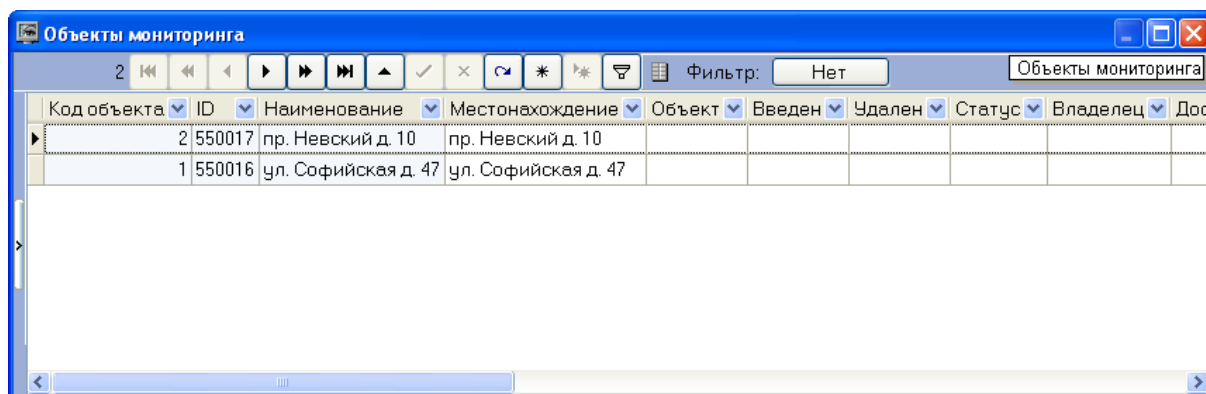 Объекты мониторинга
2 Фильтр: Нет Объекты мониторинга
Код объекта ID Наименование Местонахождение Объект Введен Удален Статус Владелец Дос
2 550017 пр. Невский д. 10 пр. Невский д. 10
1 550016 ул. Софийская д. 47 ул. Софийская д. 47